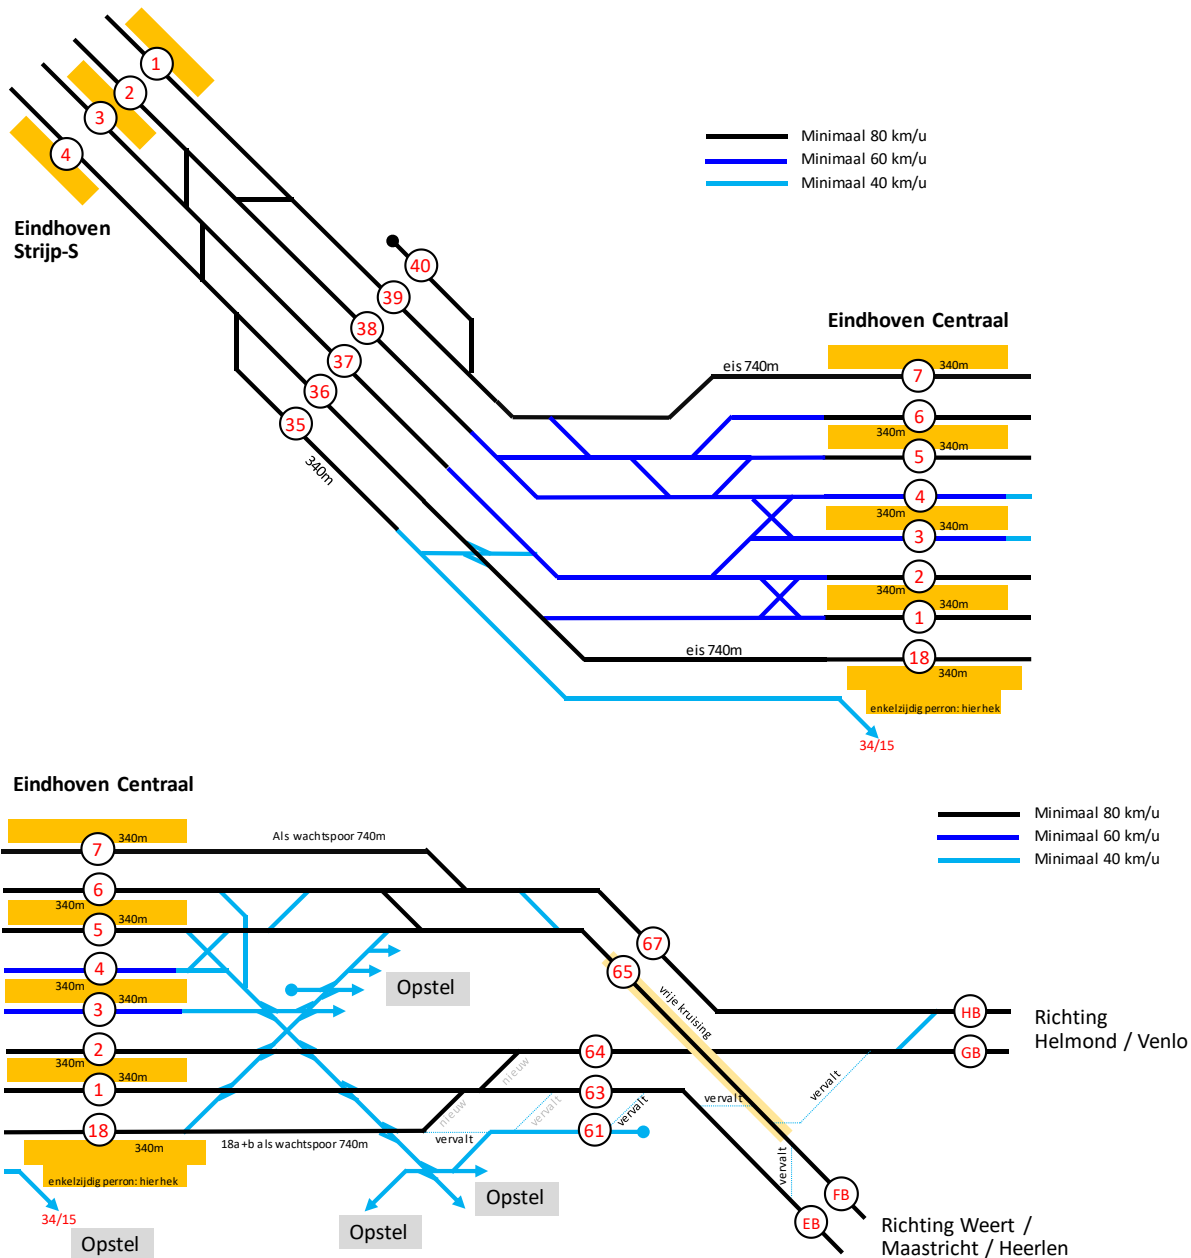 1
2
3
4
Minimaal 80 km/u
Minimaal 60 km/u
Minimaal 40 km/u
Eindhoven
Strijp-S
40
39
38
37
36
35
340m
Eindhoven Centraal
eis 740m
7
340m
6
340m
340m
5
4
340m
340m
3
2
340m
340m
1
eis 740m
18
340m
enkelzijdig perron: hier hek
34/15
Eindhoven Centraal
Minimaal 80 km/u
Minimaal 60 km/u
Minimaal 40 km/u
340m
7
Als wachtspoor 740m
6
340m
340m
5
67
4
65
Opstel
340m
340m
3
vrije kruising
HB
Richting
Helmond / Venlo
2
64
GB
340m
340m
nieuw
1
63
nieuw
vervalt
vervalt
vervalt
18
18a+b als wachtspoor 740m
vervalt
61
340m
vervalt
enkelzijdig perron: hier hek
34/15
Opstel
Opstel
Opstel
FB
EB
Richting Weert /
Maastricht / Heerlen